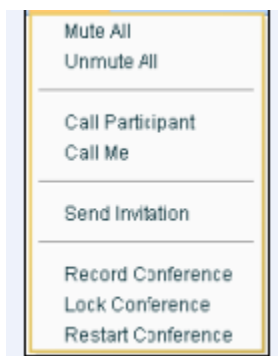 Mute All
Unmute All
Call Participant
Call Me
Send Invitation
Record Conference
Lock Conference
Restart Conference